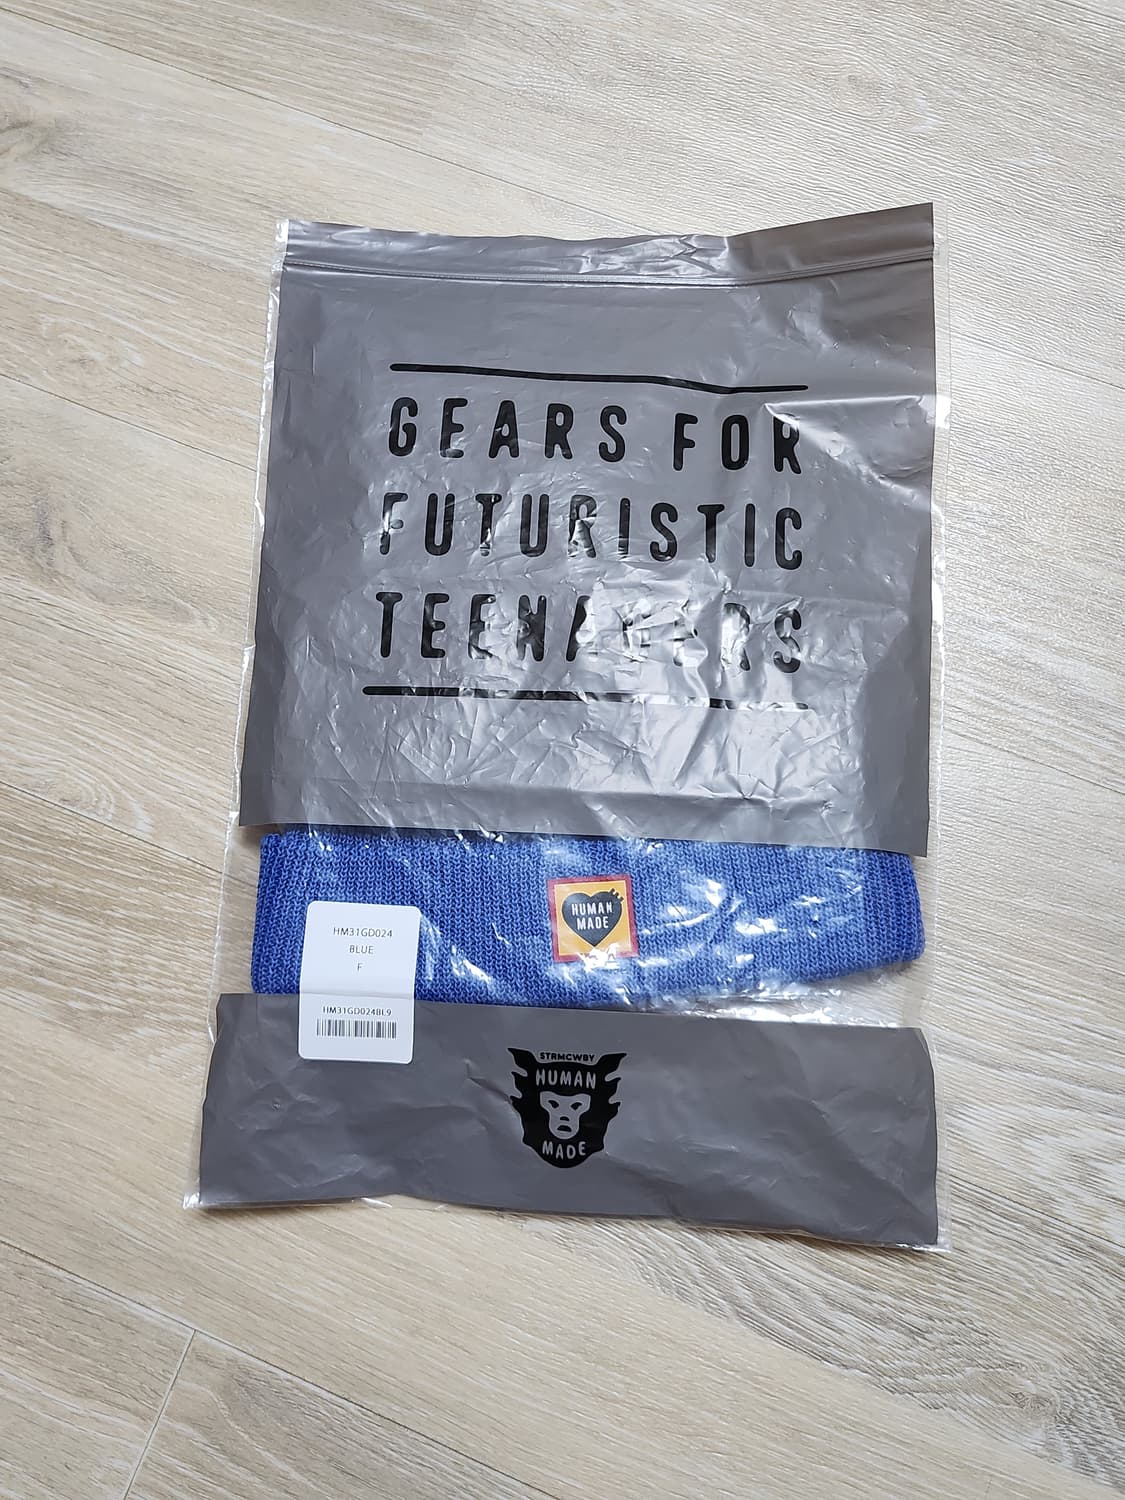 GEARS FOR
FUTURISTIC
TEENAGERS
HUMAN
MADE
HM31GD024
BLUE
F
HM31GD024BL9
STRMCWBY
HUMAN
MADE